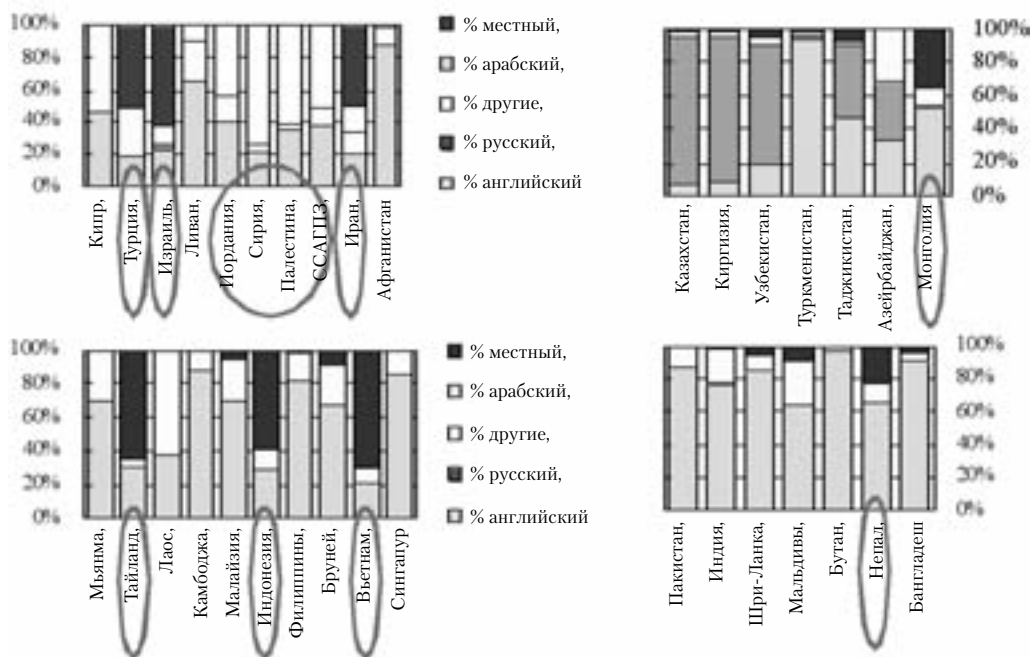 100%
80%
60%
40%
20%
0%
Кипр,
Турция,
Израиль,
Ливан,
Иордания,
Сирия,
Палестина,
ССАГПЗ,
Иран,
Афганистан
% местный,
% арабский,
% другие,
% русский,
% английский
100%
80%
60%
40%
20%
0%
Казахстан,
Киргизия,
Узбекистан,
Туркменистан,
Таджикистан,
Азейрбайджан,
Монголия
100%
80%
60%
40%
20%
0%
Мьянма,
Тайланд,
Лаос,
Камбоджа,
Малайзия,
Индонезия,
Филиппины,
Бруней,
Вьетнам,
Сингапур
% местный,
% арабский,
% другие,
% русский,
% английский
100%
80%
60%
40%
20%
0%
Пакистан,
Индия,
Шри-Ланка,
Мальдивы,
Бутан,
Непал,
Бангладеш